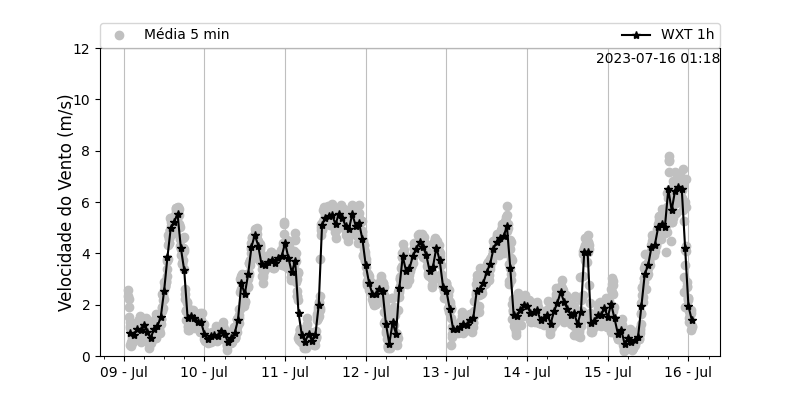 Média 5 min
WXT 1h
2023-07-16 01:18
Velocidade do Vento (m/s)
12
10
8
6
4
2
0
09 - Jul
10 - Jul
11 - Jul
12 - Jul
13 - Jul
14 - Jul
15 - Jul
16 - Jul